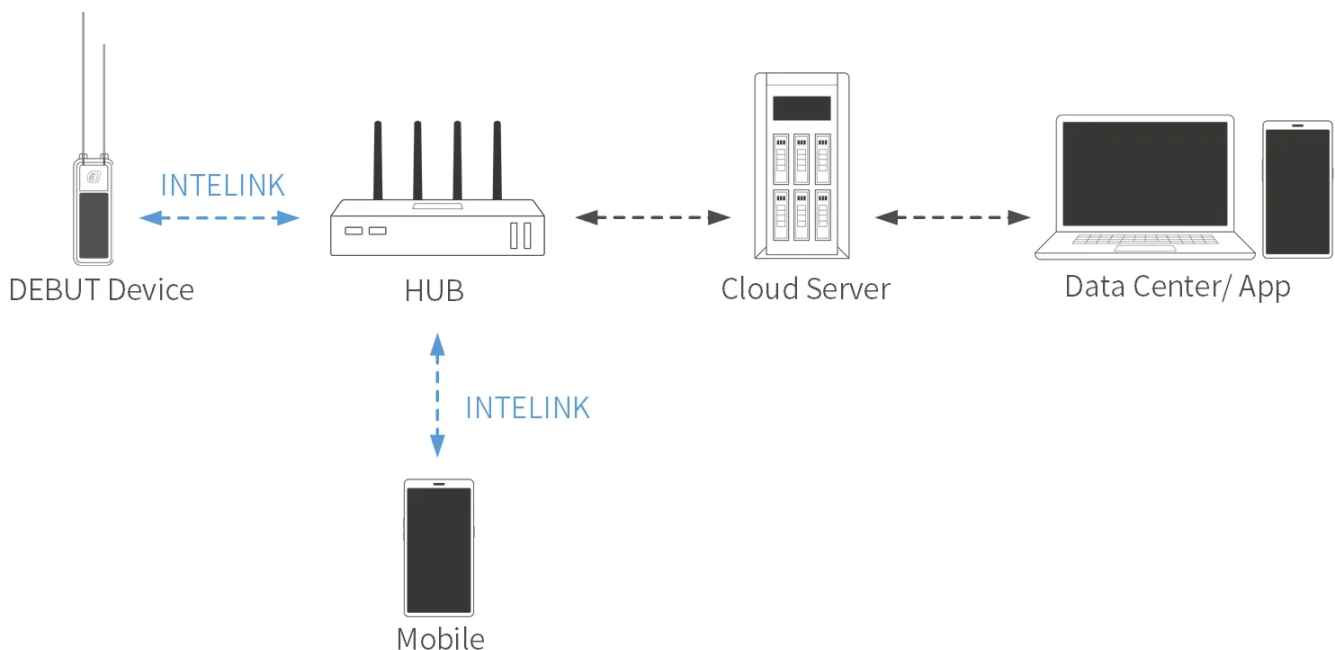 INTELINK
DEBUT Device
HUB
Cloud Server
Data Center/ App
INTELINK
Mobile